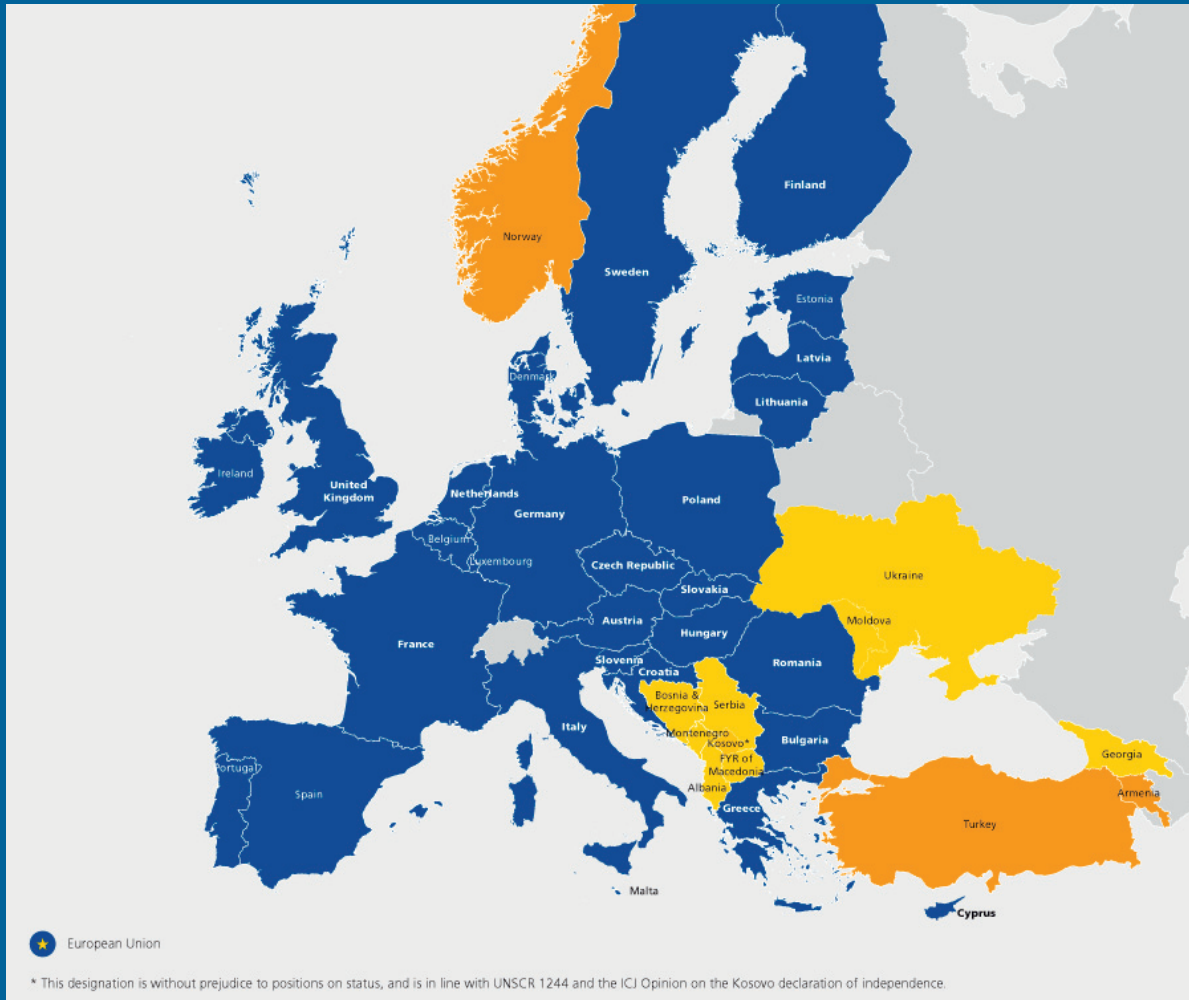 Finland
Norway
Sweden
Estonia
Latvia
Denmark
Lithuania
Ireland
United
Kingdom
Netherlands
Poland
Germany
Belgium
Luxembourg
Czech Republic
Ukraine
Slovakia
Austria
Moldova
Hungary
France
Slovenia
Romania
Croatia
Bosnia &
Herzegovina
Serbia
Italy
Montenegro
Bulgaria
Kosovo*
Georgia
FYR of
Macedonia
Portugal
Albania
Spain
Armenia
Greece
Turkey
Malta
Cyprus
European Union
* This designation is without prejudice to positions on status, and is in line with UNSCR 1244 and the ICJ Opinion on the Kosovo declaration of independence.